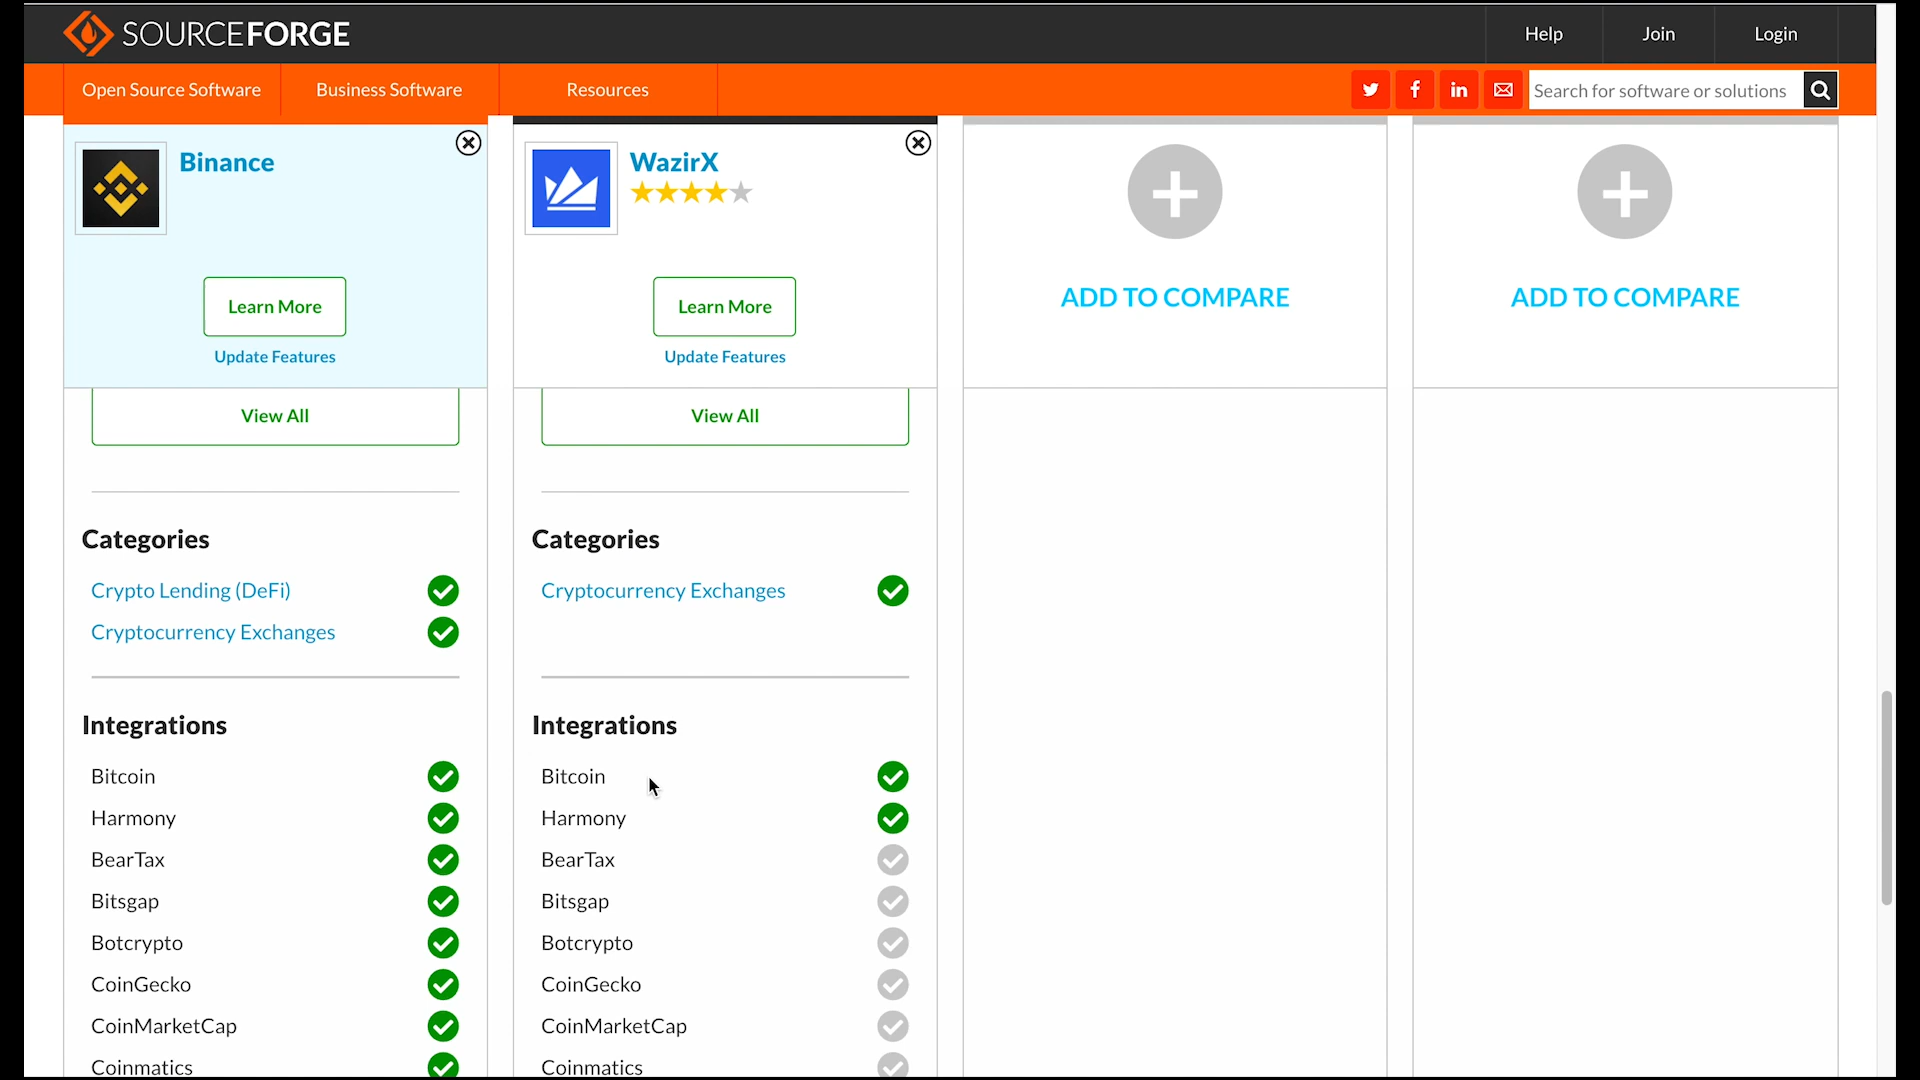 SOURCEFORGE
Help
Join
Login
Open Source Software
Business Software
Resources
Search for software or solutions
Binance
Learn More
Update Features
WazirX
Learn More
Update Features
ADD TO COMPARE
ADD TO COMPARE
View All
Categories
Crypto Lending (DeFi)
Cryptocurrency Exchanges
Integrations
Bitcoin
Harmony
BearTax
Bitsgap
Botcrypto
CoinGecko
CoinMarketCap
Coinmatics
View All
Categories
Cryptocurrency Exchanges
Integrations
Bitcoin
Harmony
BearTax
Bitsgap
Botcrypto
CoinGecko
CoinMarketCap
Coinmatics